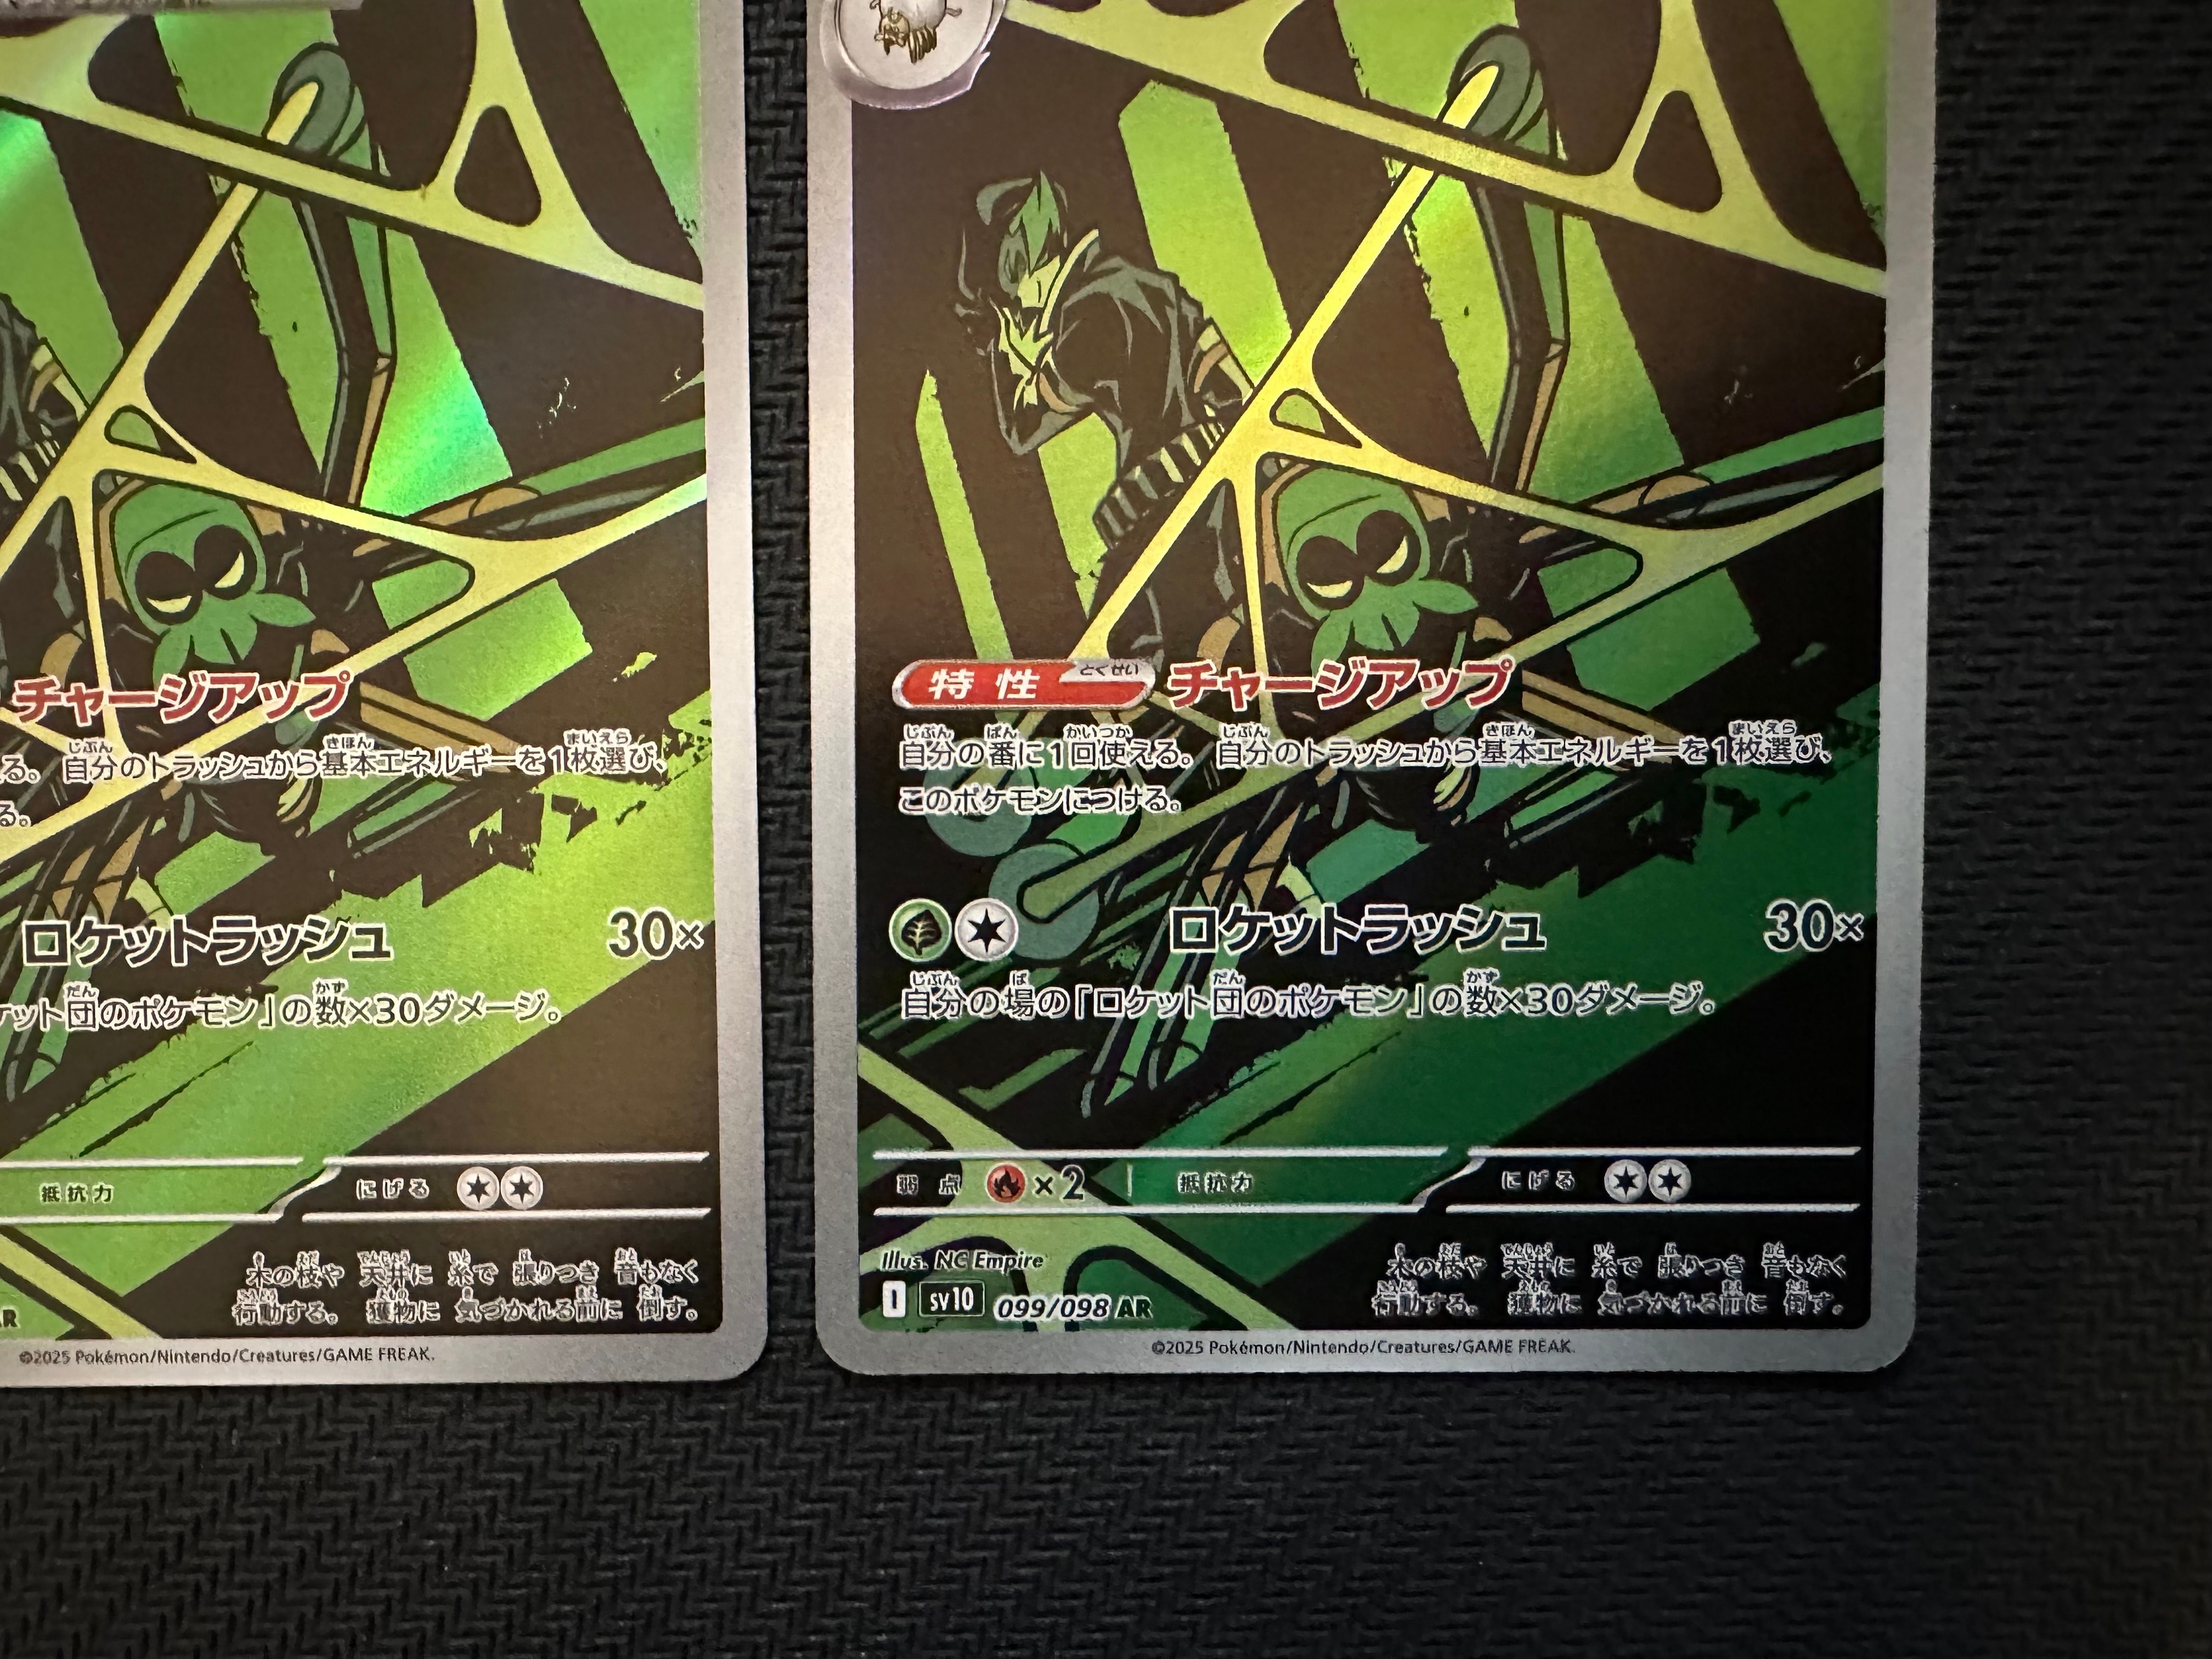 チャージアップ
る。自分のトラッシュから基本エネルギーを1枚選び、
る。
ロケットラッシュ 30×
ケット団のポケモン」の数×30ダメージ。
抵抗力 にげる
木の枝や 天井に 糸で 張りつき 音もなく
行動する。 獲物に 気づかれる前に 倒す。
AR
©2025 Pokémon/Nintendo/Creatures/GAME FREAK.
特性 とくせい チャージアップ
自分の番に1回使える。 自分のトラッシュから基本エネルギーを1枚選び、
このポケモンにつける。
ロケットラッシュ 30×
自分の場の「ロケット団のポケモン」の数×30ダメージ。
弱点 ×2 抵抗力 にげる
Illus. NC Empire
I sv10 099/098 AR
木の枝や 天井に 糸で 張りつき 音もなく
行動する。 獲物に 気づかれる前に 倒す。
©2025 Pokémon/Nintendo/Creatures/GAME FREAK.